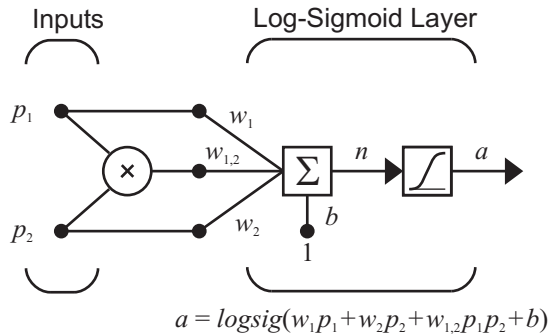 Inputs Log-Sigmoid Layer
p1
w1
w1,2
×
Σ
n
a
p2
w2
b
1
a = logsig(w1p1+w2p2+w1,2p1p2+b)